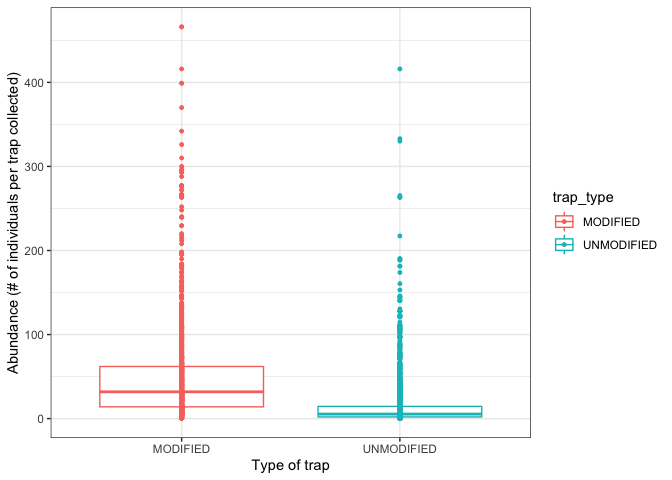 Abundance (# of individuals per trap collected)
400
300
200
100
0
MODIFIED
UNMODIFIED
Type of trap
trap_type
MODIFIED
UNMODIFIED